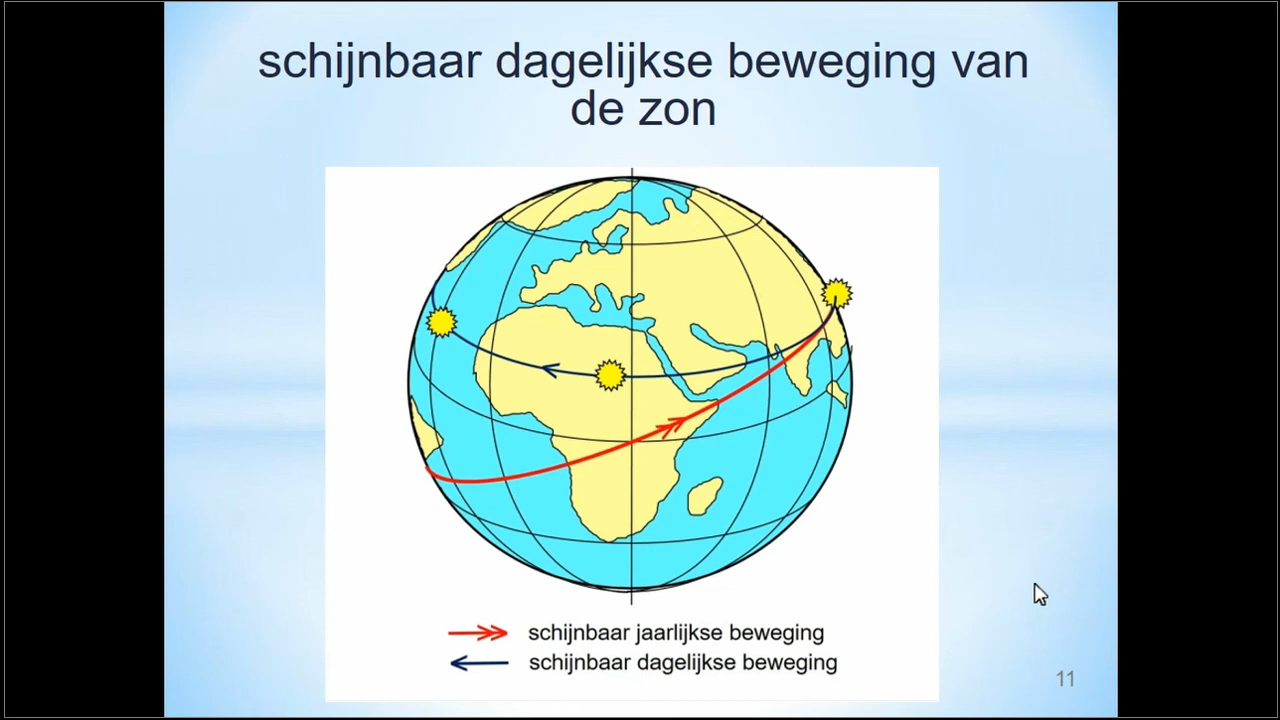 schijnbaar dagelijkse beweging van
de zon
schijnbaar jaarlijkse beweging
schijnbaar dagelijkse beweging
11